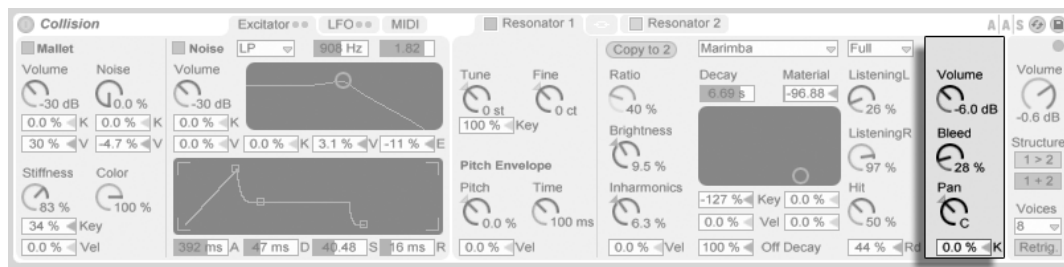 Collision
Excitator LFO MIDI
Resonator 1
Resonator 2
A A S
Mallet
Volume Noise
-30 dB 0.0 %
0.0 % K 0.0 % K
30 % V -4.7 % V
Stiffness Color
83 % 100 %
34 % Key
0.0 % Vel
Noise LP 908 Hz 1.82
Volume
-30 dB
0.0 % K
0.0 % V 0.0 % K 3.1 % V -11 % E
392 ms A 47 ms D 40.48 S 16 ms R
Tune Fine
0 st 0 ct
100 % Key
Pitch Envelope
Pitch Time
0.0 % 100 ms
0.0 % Vel
Copy to 2 Marimba Full
Ratio
40 %
Brightness
9.5 %
Inharmonics
6.3 %
0.0 % Vel
Decay Material
6.69 s -96.88
-127 % Key 0.0 %
0.0 % Vel 0.0 %
100 % Off Decay
ListeningL
26 %
ListeningR
97 %
Hit
50 %
44 % Rd
Volume
-6.0 dB
Bleed
28 %
Pan
C
0.0 % K
Volume
-0.6 dB
Structure
1 > 2
1 + 2
Voices
8
Retrig.